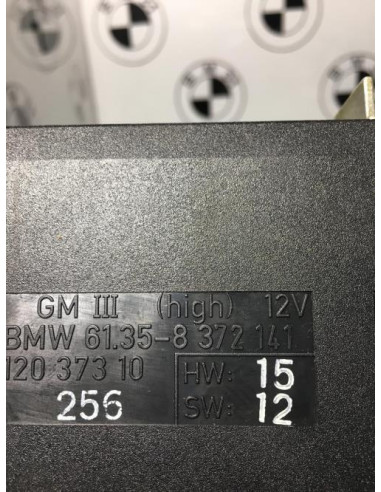 GM III (high) 12V
BMW 61.35-8 372 141
120 373 10 HW: 15
256 SW: 12